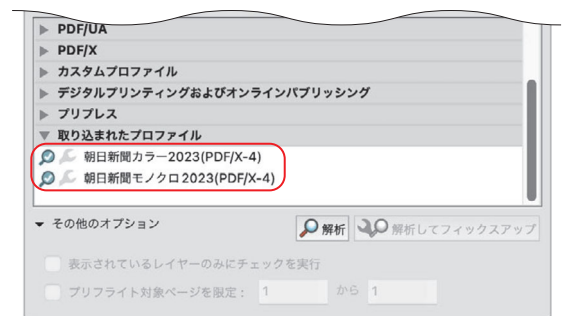 PDF/UA
PDF/X
カスタムプロファイル
デジタルプリンティングおよびオンラインパブリッシング
プリプレス
取り込まれたプロファイル
朝日新聞カラー2023(PDF/X-4)
朝日新聞モノクロ2023(PDF/X-4)
その他のオプション 解析 解析してフィックスアップ
表示されているレイヤーのみにチェックを実行
プリフライト対象ページを限定： 1 から 1